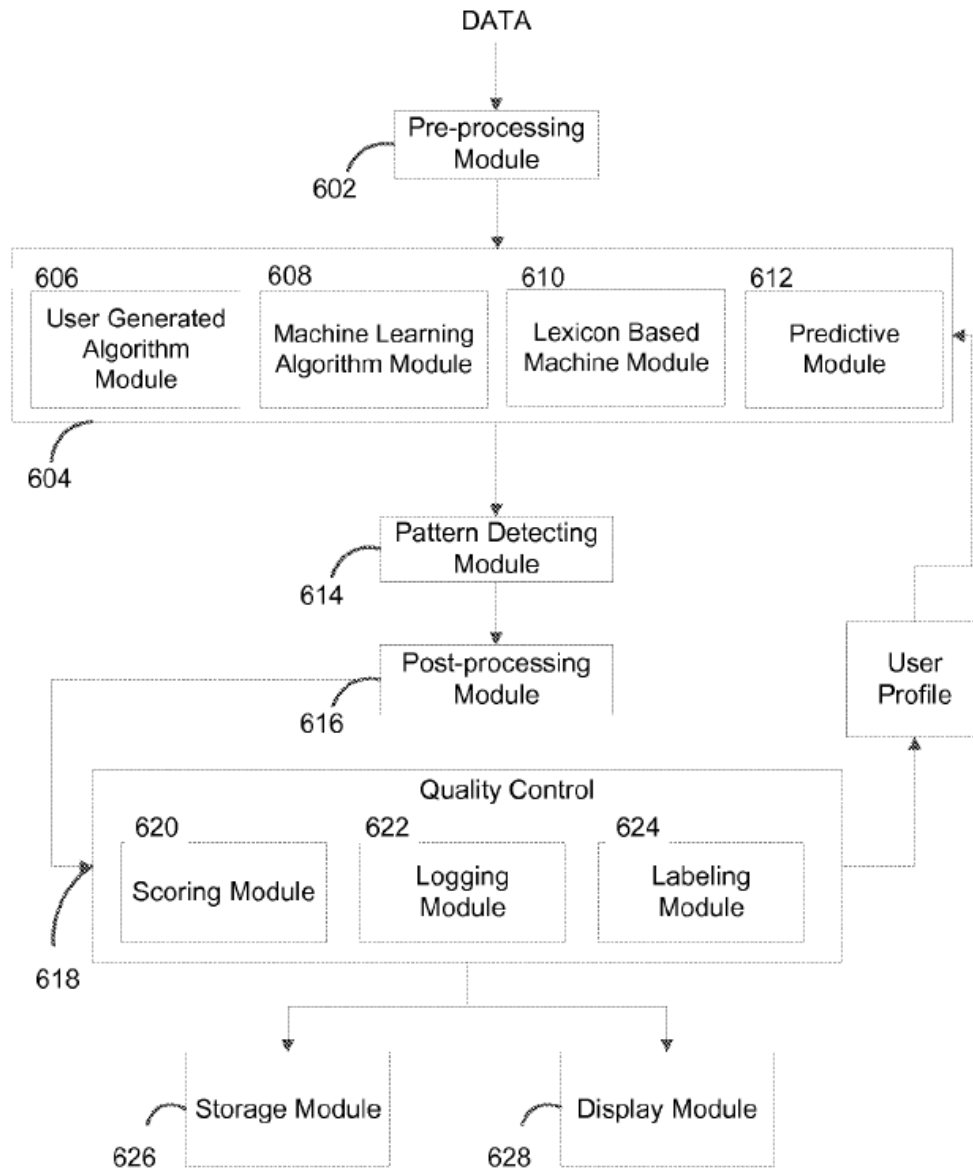 DATA
Pre-processing
Module
602
606
User Generated
Algorithm
Module
608
Machine Learning
Algorithm Module
610
Lexicon Based
Machine Module
612
Predictive
Module
604
Pattern Detecting
Module
614
Post-processing
Module
616
User
Profile
Quality Control
620
Scoring Module
622
Logging
Module
624
Labeling
Module
618
Storage Module
626
Display Module
628